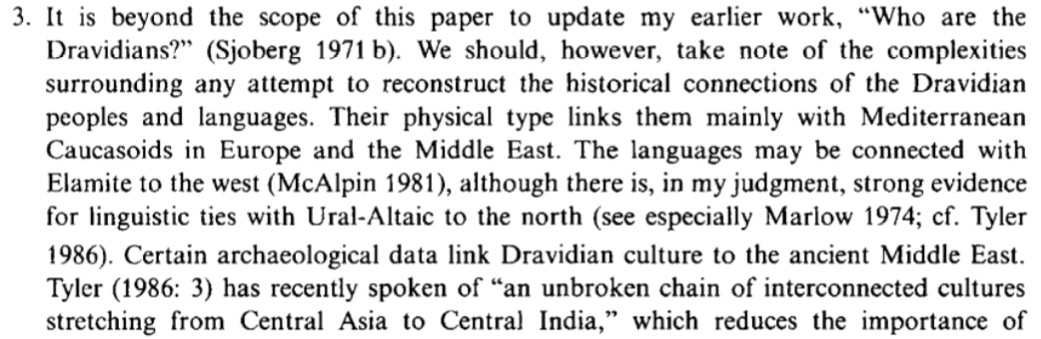 3. It is beyond the scope of this paper to update my earlier work, “Who are the
Dravidians?” (Sjoberg 1971 b). We should, however, take note of the complexities
surrounding any attempt to reconstruct the historical connections of the Dravidian
peoples and languages. Their physical type links them mainly with Mediterranean
Caucasoids in Europe and the Middle East. The languages may be connected with
Elamite to the west (McAlpin 1981), although there is, in my judgment, strong evidence
for linguistic ties with Ural-Altaic to the north (see especially Marlow 1974; cf. Tyler
1986). Certain archaeological data link Dravidian culture to the ancient Middle East.
Tyler (1986: 3) has recently spoken of “an unbroken chain of interconnected cultures
stretching from Central Asia to Central India,” which reduces the importance of